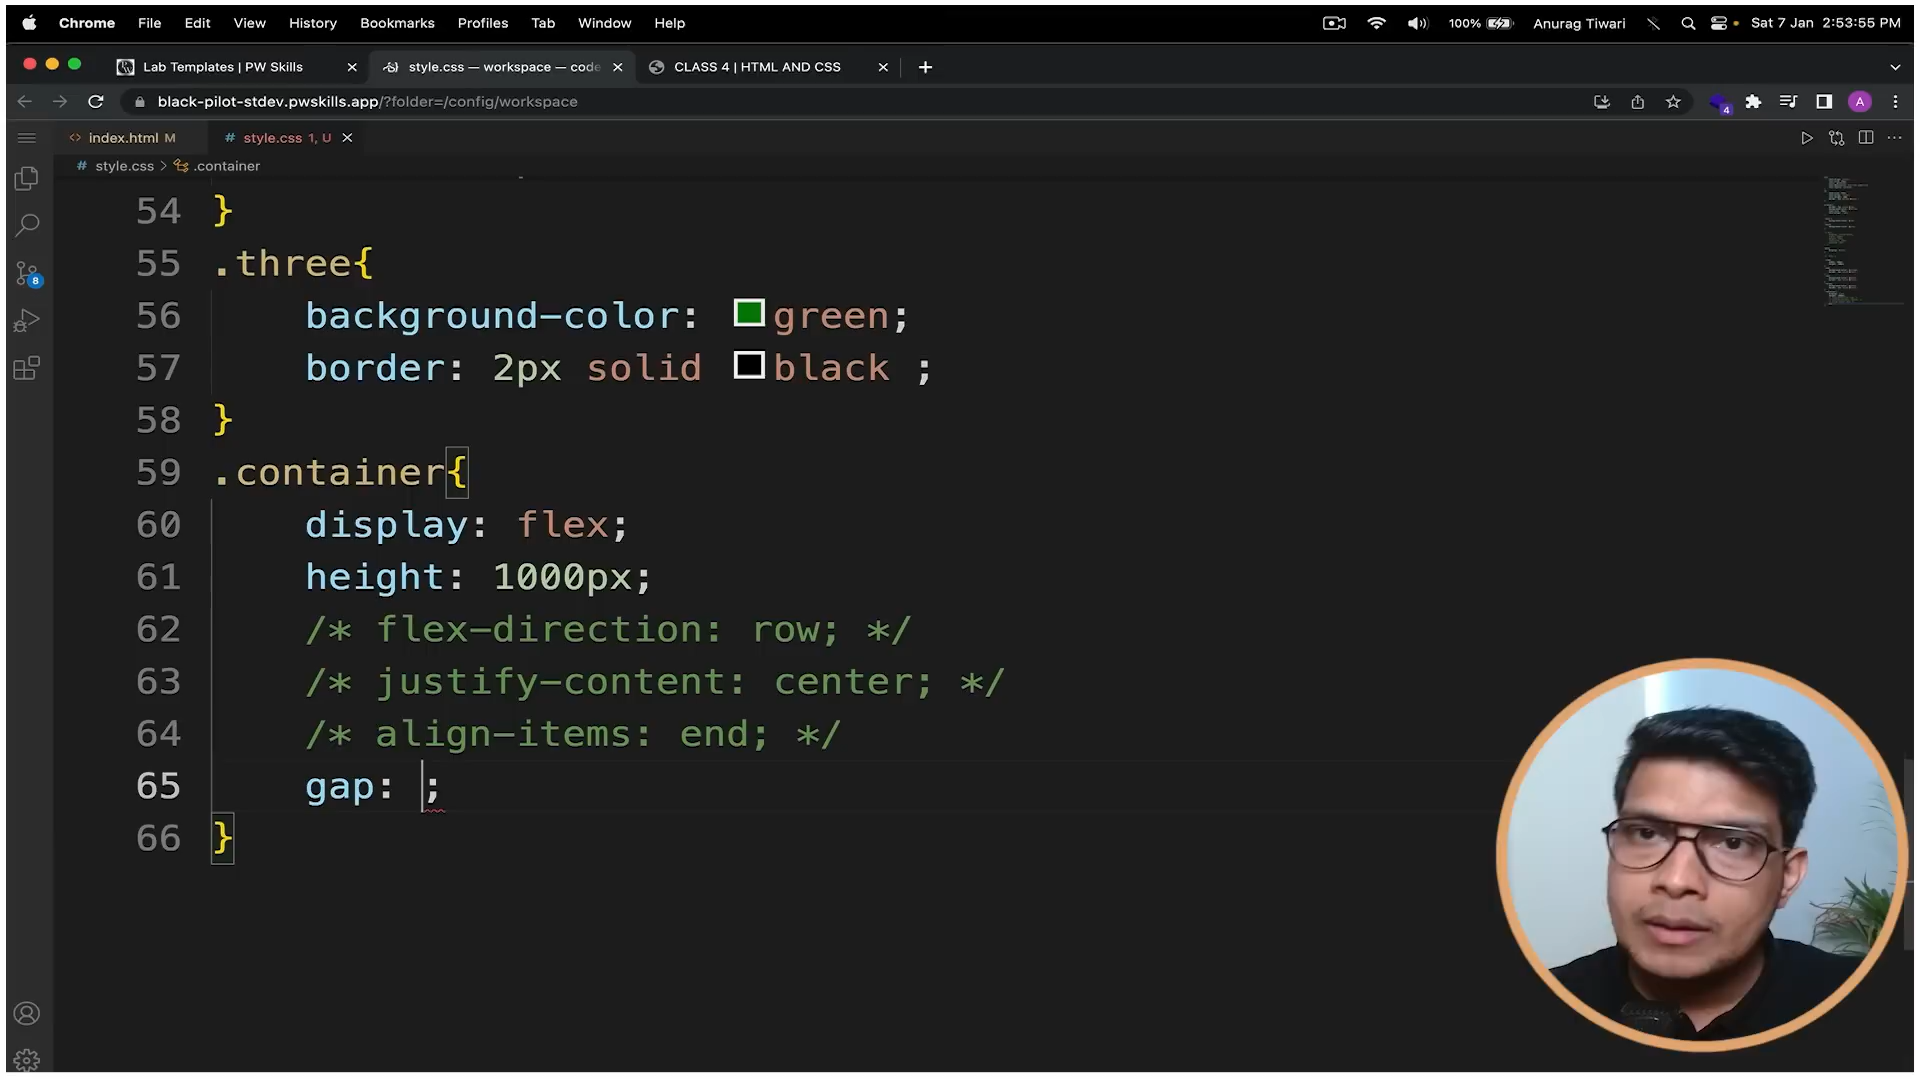 Chrome File Edit View History Bookmarks Profiles Tab Window Help 100% Anurag Tiwari Sat 7 Jan 2:53:55 PM
Lab Templates | PW Skills style.css — workspace — code CLASS 4 | HTML AND CSS
black-pilot-stdev.pwskills.app/?folder=/config/workspace 4 A
index.html M # style.css 1, U
# style.css > .container
54 }
55 .three{
56 background-color: green;
57 border: 2px solid black ;
58 }
59 .container{
60 display: flex;
61 height: 1000px;
62 /* flex-direction: row; */
63 /* justify-content: center; */
64 /* align-items: end; */
65 gap: ;
66 }
8